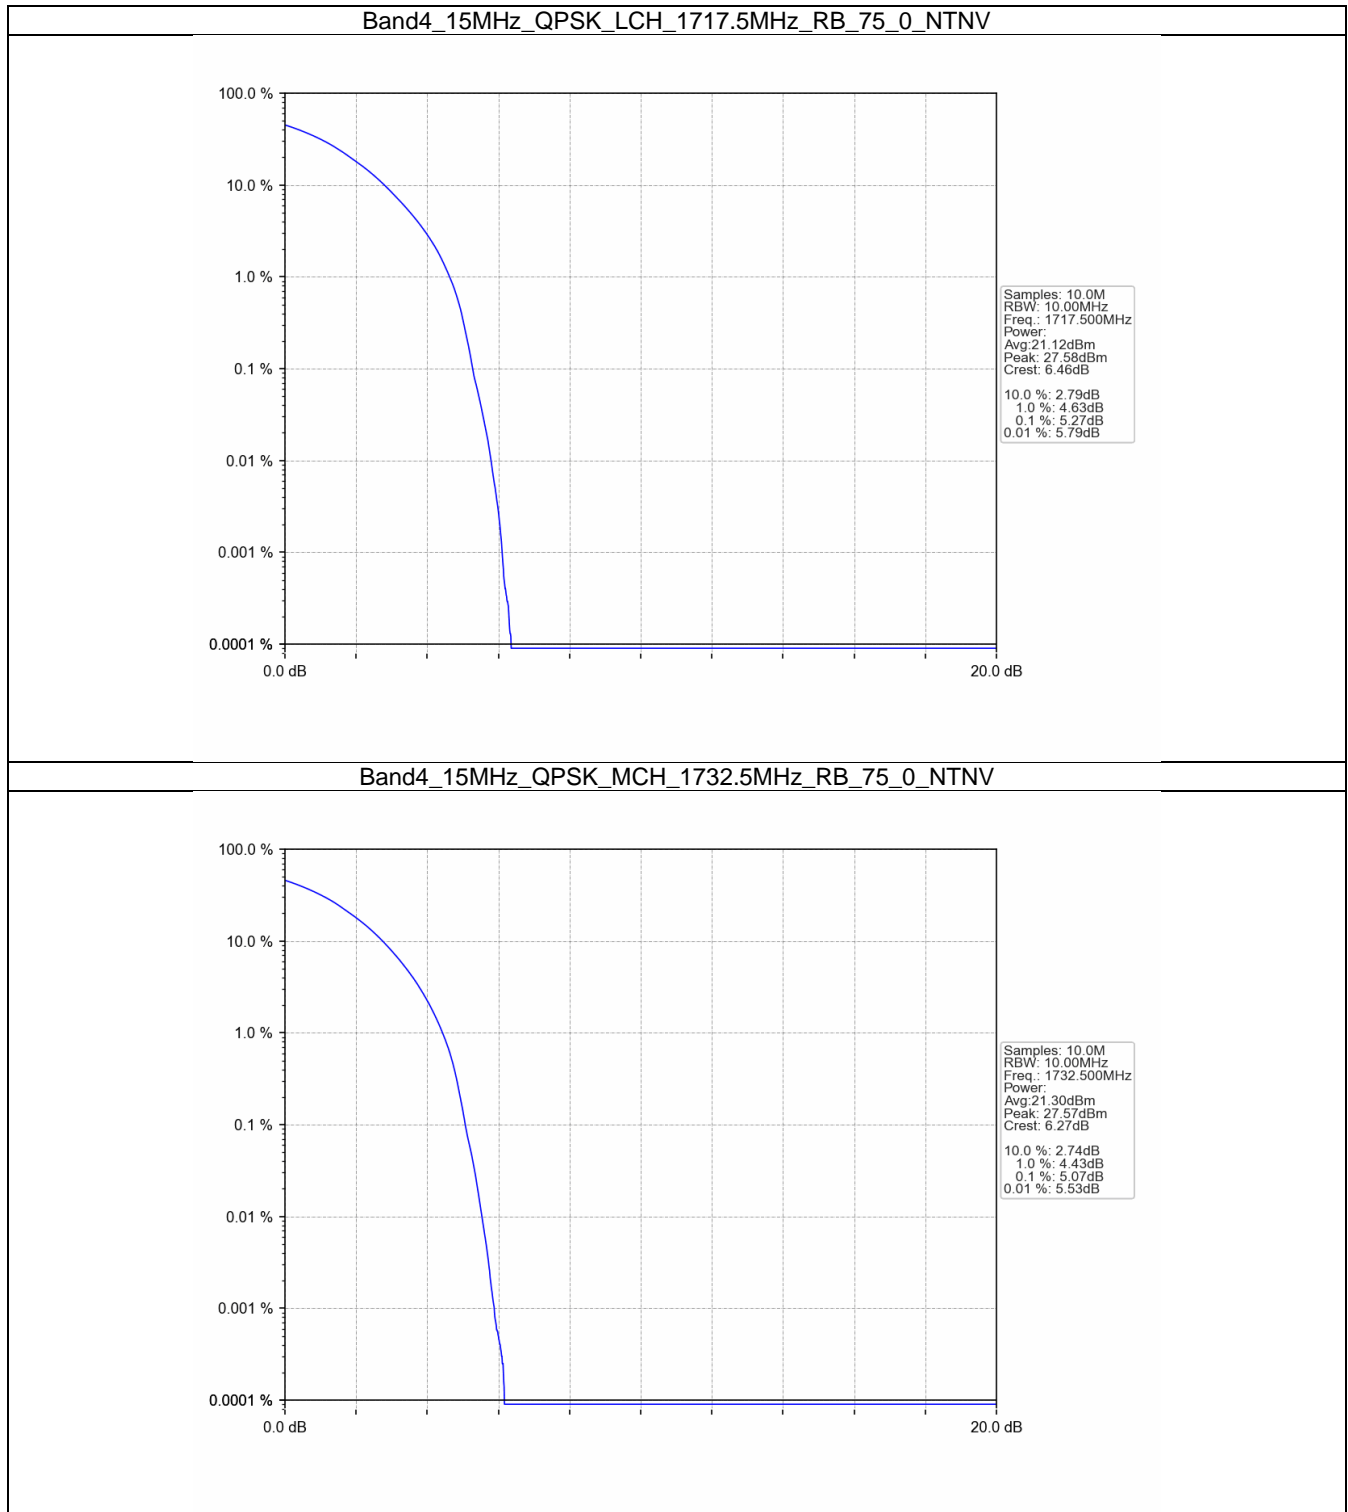 Band4_15MHz_QPSK_LCH_1717.5MHz_RB_75_0_NTNV
100.0 %
10.0 %
1.0 %
0.1 %
0.01 %
0.001 %
0.0001 %
0.0 dB
20.0 dB
Samples: 10.0M
RBW: 10.00MHz
Freq.: 1717.500MHz
Power:
Avg:21.12dBm
Peak: 27.58dBm
Crest: 6.46dB
10.0 %: 2.79dB
1.0 %: 4.63dB
0.1 %: 5.27dB
0.01 %: 5.79dB
Band4_15MHz_QPSK_MCH_1732.5MHz_RB_75_0_NTNV
100.0 %
10.0 %
1.0 %
0.1 %
0.01 %
0.001 %
0.0001 %
0.0 dB
20.0 dB
Samples: 10.0M
RBW: 10.00MHz
Freq.: 1732.500MHz
Power:
Avg:21.30dBm
Peak: 27.57dBm
Crest: 6.27dB
10.0 %: 2.74dB
1.0 %: 4.43dB
0.1 %: 5.07dB
0.01 %: 5.53dB